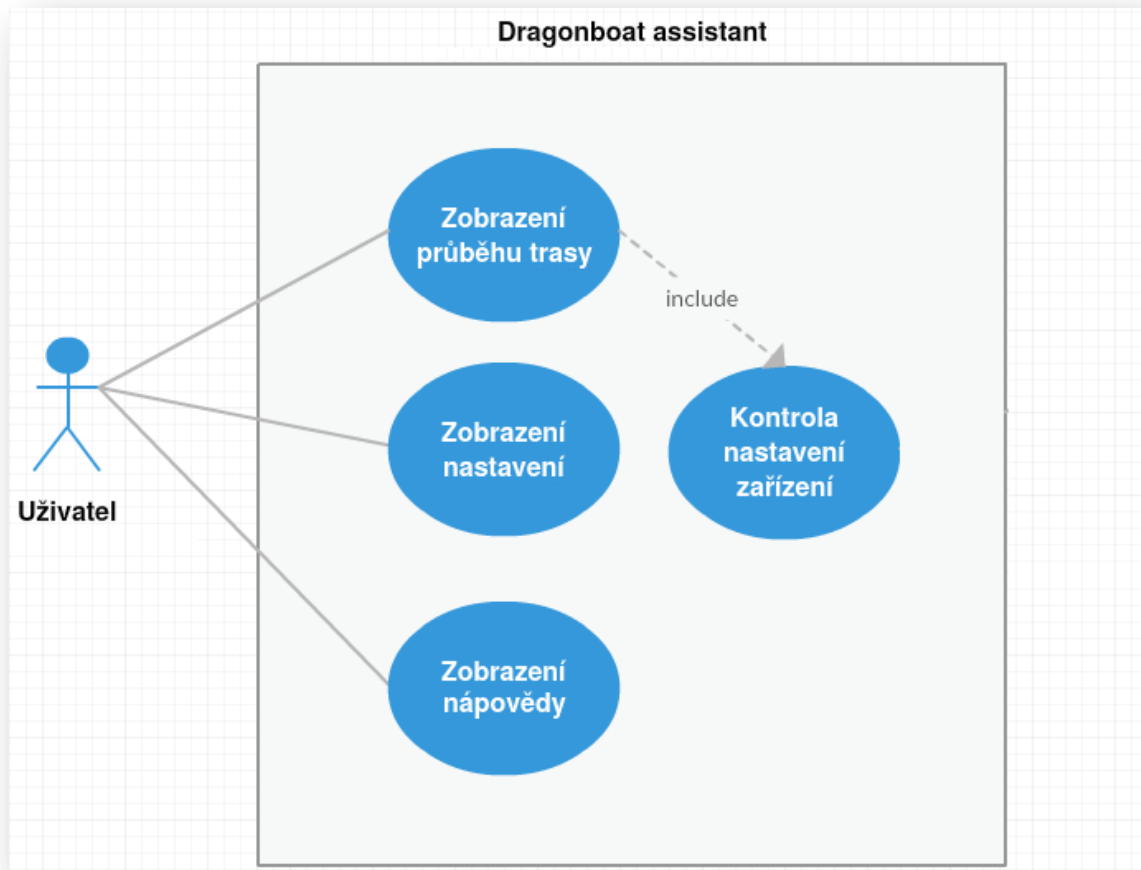 Dragonboat assistant
Zobrazení
průběhu trasy
include
Zobrazení
nastavení
Kontrola
nastavení
zařízení
Uživatel
Zobrazení
nápovědy